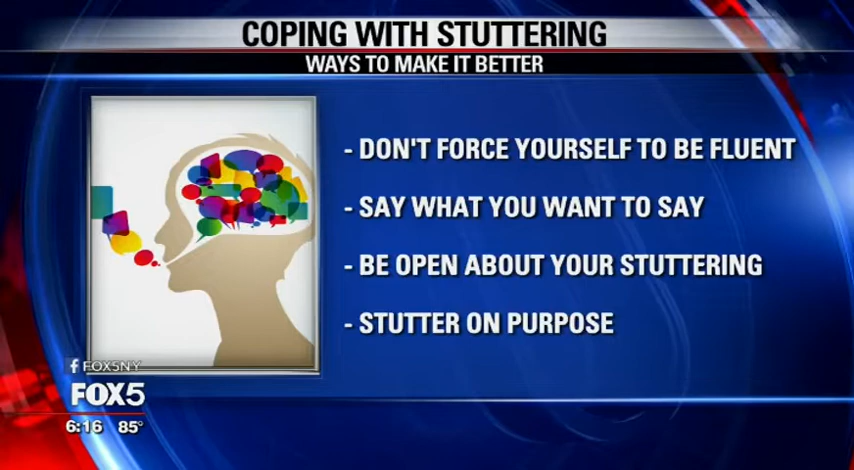 COPING WITH STUTTERING
WAYS TO MAKE IT BETTER
- DON'T FORCE YOURSELF TO BE FLUENT
- SAY WHAT YOU WANT TO SAY
- BE OPEN ABOUT YOUR STUTTERING
- STUTTER ON PURPOSE
f FOX5NY
FOX5
6:16 85°